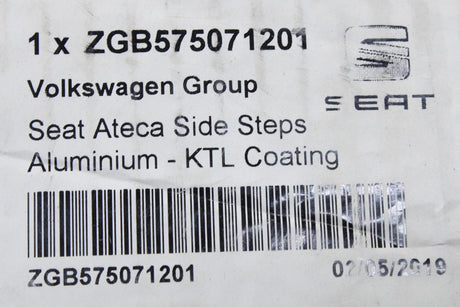 1 x ZGB575071201
Volkswagen Group
SEAT
Seat Ateca Side Steps
Aluminium - KTL Coating
ZGB575071201
02/05/2019